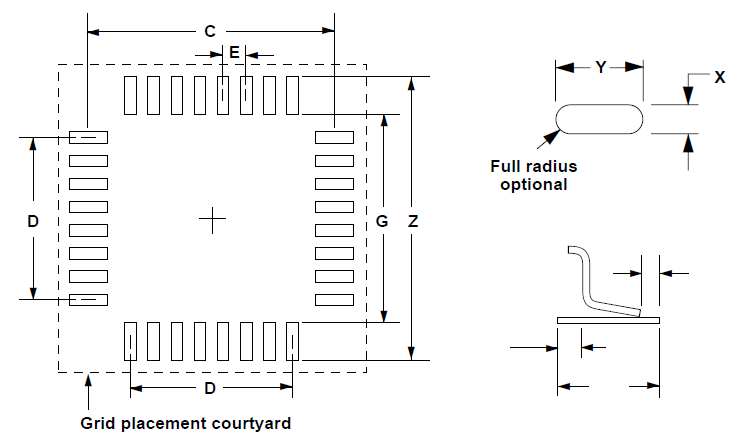 C
E
Y
X
Full radius
optional
D
G
Z
D
Grid placement courtyard